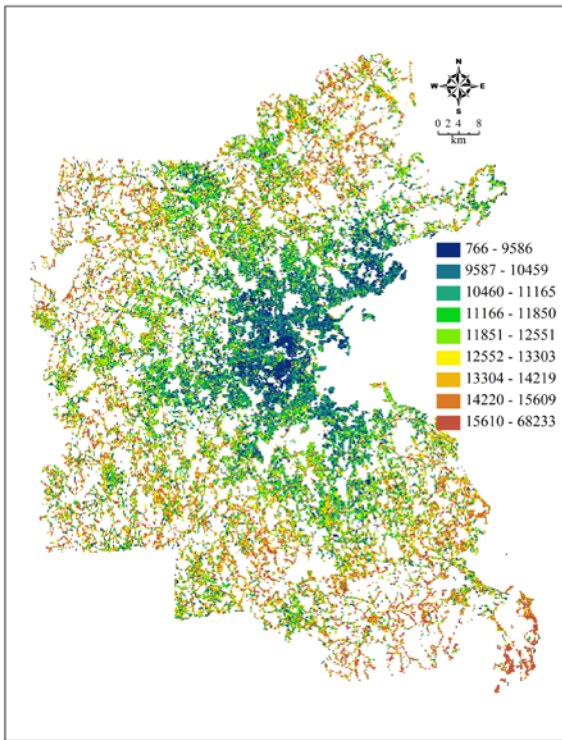 N
W E
S
0 2 4 8
km
766 - 9586
9587 - 10459
10460 - 11165
11166 - 11850
11851 - 12551
12552 - 13303
13304 - 14219
14220 - 15609
15610 - 68233